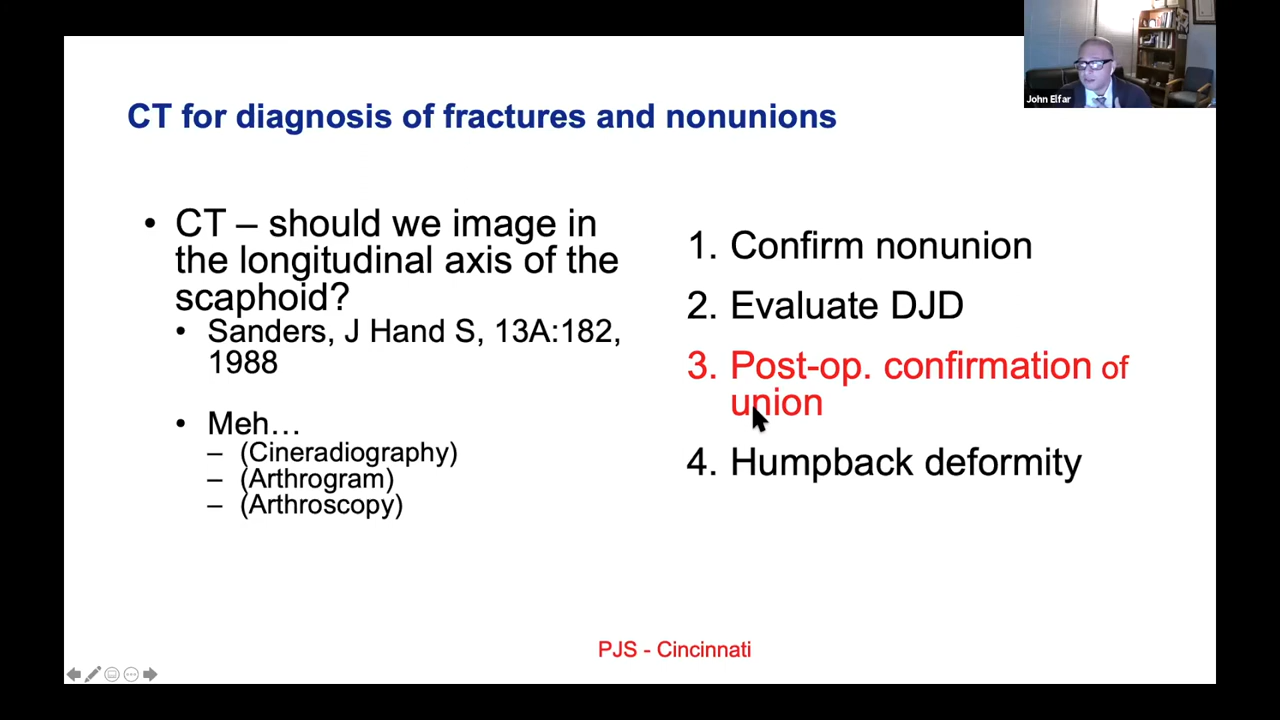 John Elfar
CT for diagnosis of fractures and nonunions
• CT – should we image in
the longitudinal axis of the
scaphoid?
• Sanders, J Hand S, 13A:182,
1988
• Meh…
– (Cineradiography)
– (Arthrogram)
– (Arthroscopy)
1. Confirm nonunion
2. Evaluate DJD
3. Post-op. confirmation of
union
4. Humpback deformity
PJS - Cincinnati